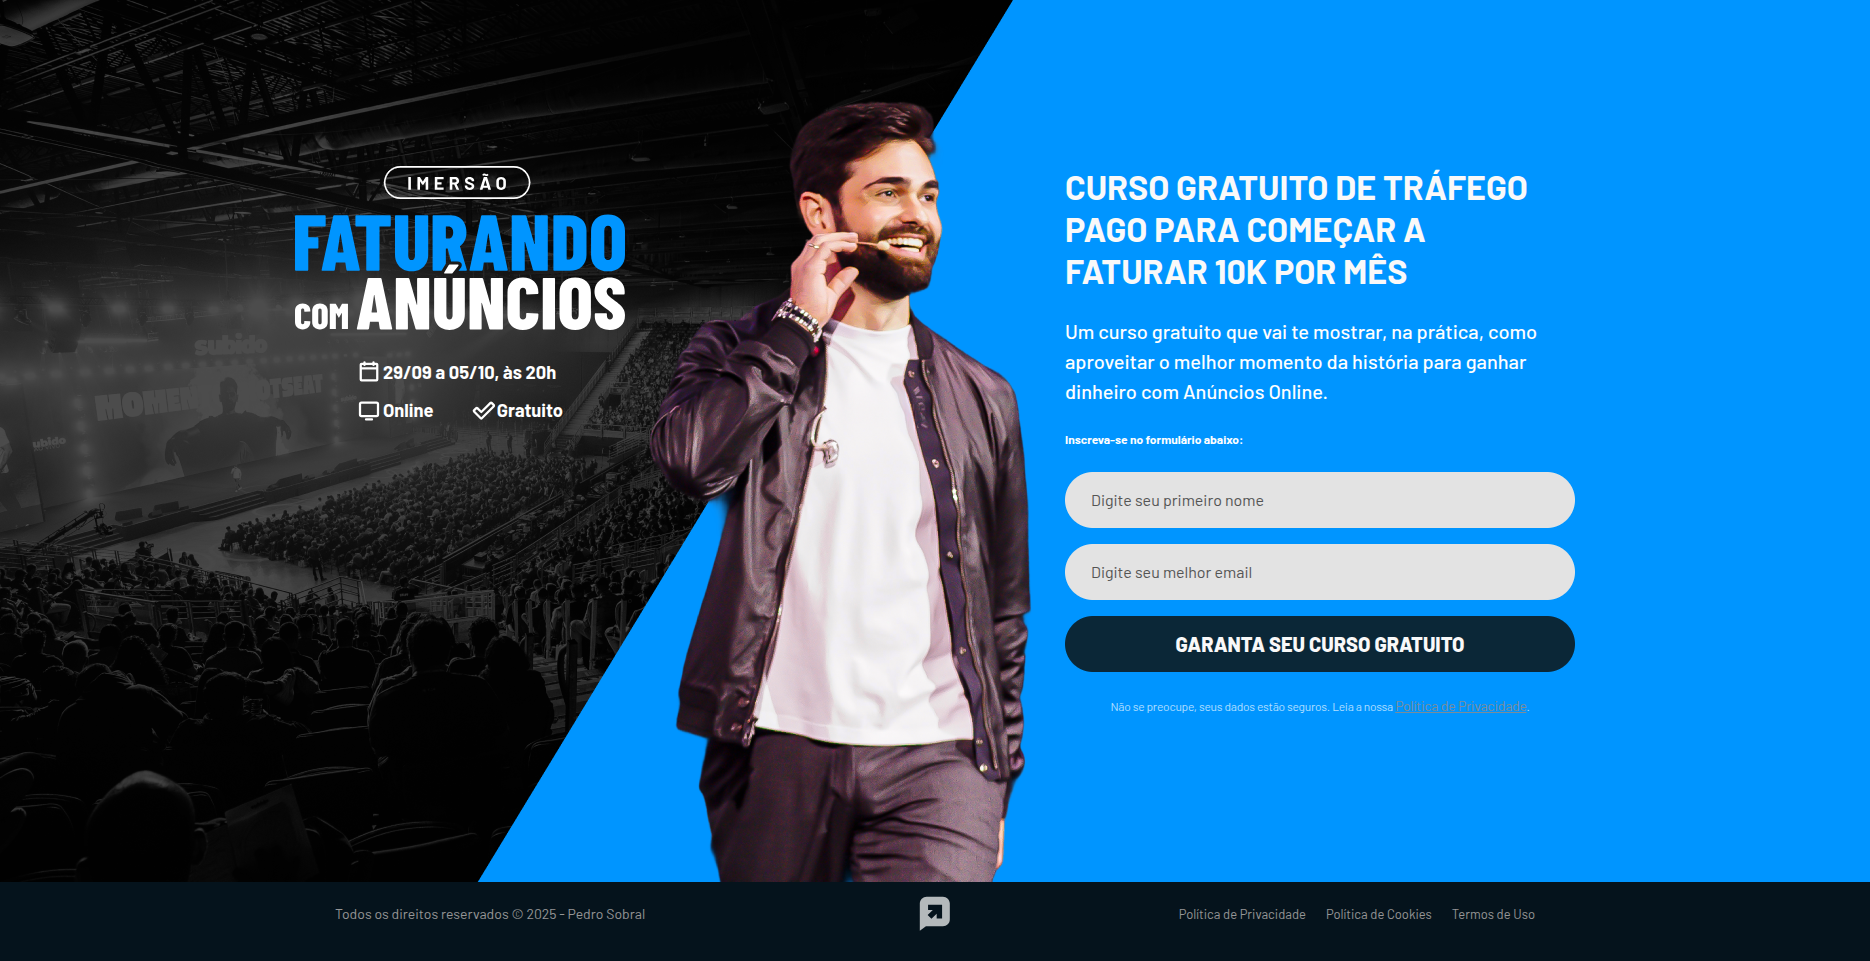 IMERSÃO
FATURANDO
COM ANÚNCIOS
29/09 a 05/10, às 20h
Online
Gratuito
subido
MOMEN
OTSEAT
ubido
CURSO GRATUITO DE TRÁFEGO
PAGO PARA COMEÇAR A
FATURAR 10K POR MÊS
Um curso gratuito que vai te mostrar, na prática, como
aproveitar o melhor momento da história para ganhar
dinheiro com Anúncios Online.
Inscreva-se no formulário abaixo:
Digite seu primeiro nome
Digite seu melhor email
GARANTA SEU CURSO GRATUITO
Não se preocupe, seus dados estão seguros. Leia a nossa Política de Privacidade.
Todos os direitos reservados © 2025 - Pedro Sobral
Política de Privacidade
Política de Cookies
Termos de Uso